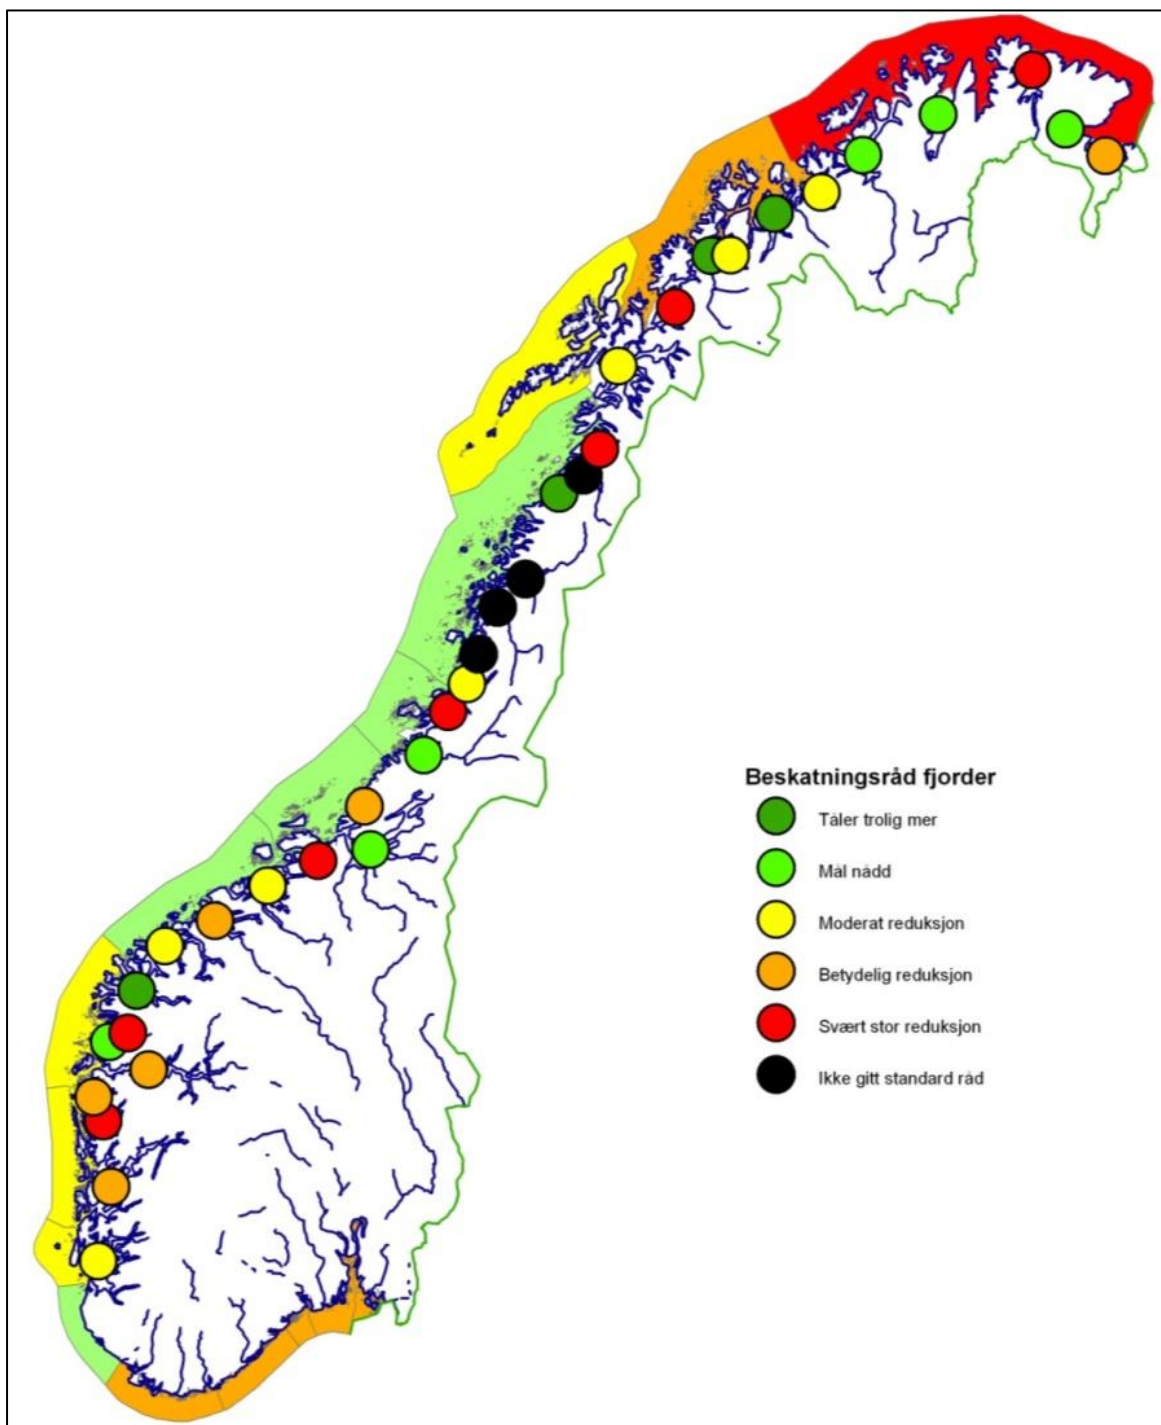 Beskatningsråd fjorder
Tåler trolig mer
Mål nådd
Moderat reduksjon
Betydelig reduksjon
Svært stor reduksjon
Ikke gitt standard råd